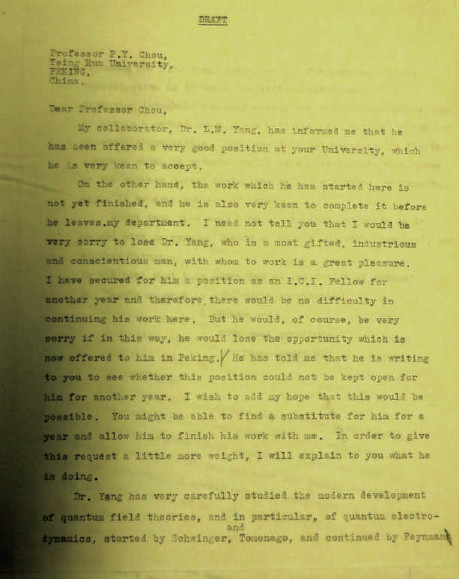 DRAFT
Professor P.Y. Chou,
Tsing Hua University,
PEKING,
China.
Dear Professor Chou,
My collaborator, Dr. L.M. Yang, has informed me that he
has been offered a very good position at your University, which
he is very keen to accept.
On the other hand, the work which he has started here is
not yet finished, and he is also very keen to complete it before
he leaves my department. I need not tell you that I would be
very sorry to lose Dr. Yang, who is a most gifted, industrious
and conscientious man, with whom to work is a great pleasure.
I have secured for him a position as an I.C.I. Fellow for
another year and therefore there would be no difficulty in
continuing his work here. But he would, of course, be very
sorry if in this way, he would lose the opportunity which is
now offered to him in Peking./ He has told me that he is writing
to you to see whether this position could not be kept open for
him for another year. I wish to add my hope that this would be
possible. You might be able to find a substitute for him for a
year and allow him to finish his work with me. In order to give
this request a little more weight, I will explain to you what he
is doing.
Dr. Yang has very carefully studied the modern development
of quantum field theories, and in particular, of quantum electro-
and
dynamics, started by Schwinger, Tomonago, and continued by Feynman